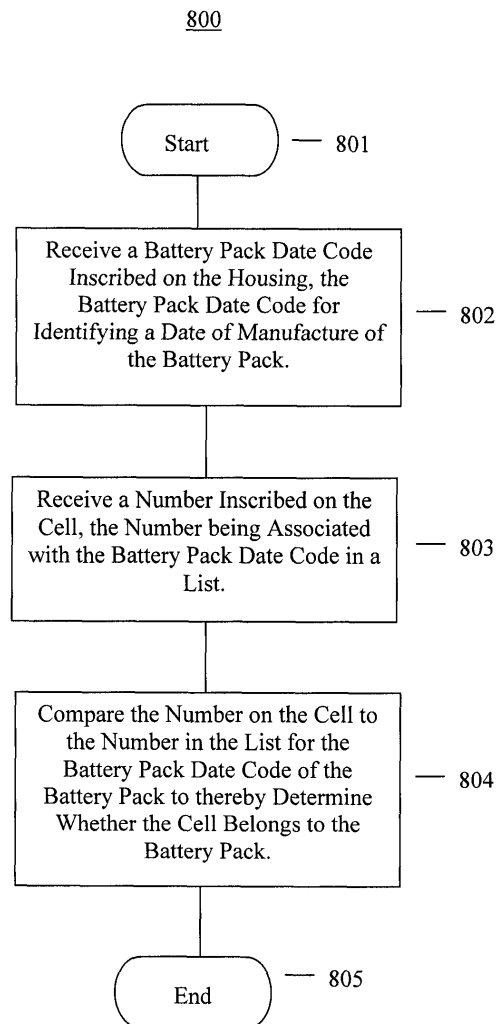 800
Start
801
Receive a Battery Pack Date Code
Inscribed on the Housing, the
Battery Pack Date Code for
Identifying a Date of Manufacture of
the Battery Pack.
802
Receive a Number Inscribed on the
Cell, the Number being Associated
with the Battery Pack Date Code in a
List.
803
Compare the Number on the Cell to
the Number in the List for the
Battery Pack Date Code of the
Battery Pack to thereby Determine
Whether the Cell Belongs to the
Battery Pack.
804
End
805